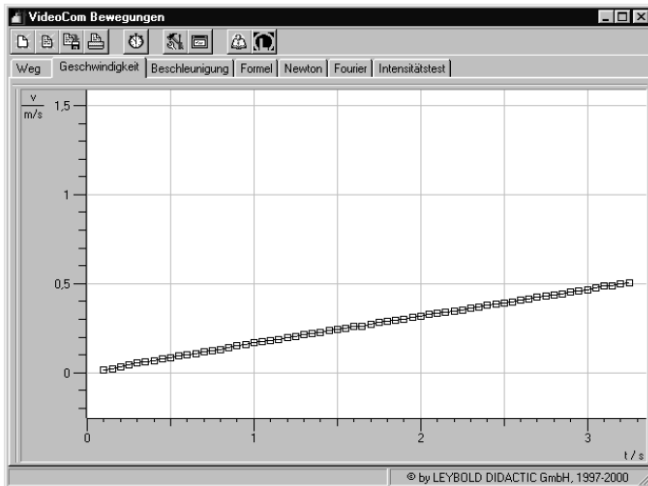 VideoCom Bewegungen
Weg Geschwindigkeit Beschleunigung Formel Newton Fourier Intensitätstest
v
m/s
1,5
1
0,5
0
0 1 2 3
t / s
© by LEYBOLD DIDACTIC GmbH, 1997-2000